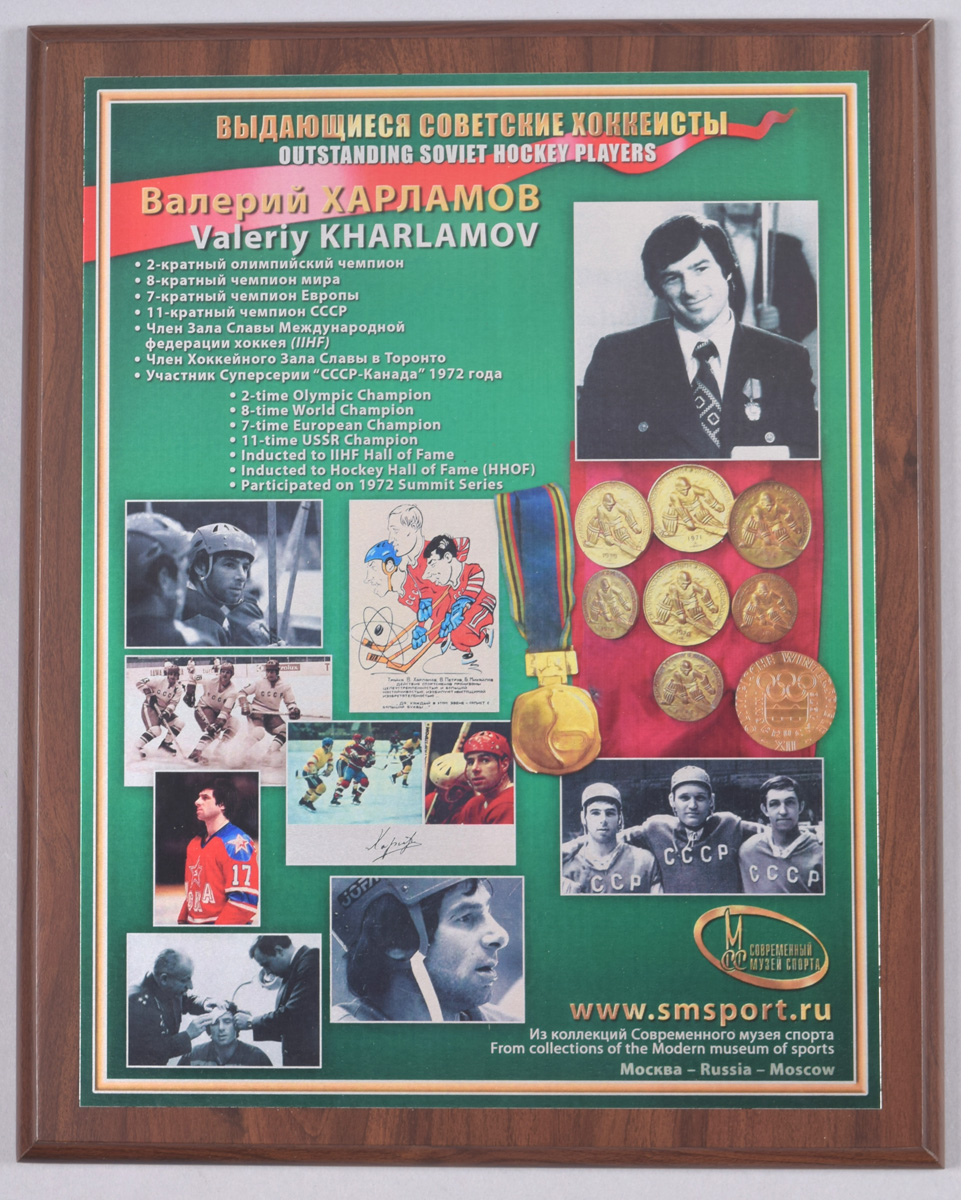 ВЫДАЮЩИЕСЯ СОВЕТСКИЕ ХОККЕИСТЫ
OUTSTANDING SOVIET HOCKEY PLAYERS
Валерий ХАРЛАМОВ
Valeriy KHARLAMOV
• 2-кратный олимпийский чемпион
• 8-кратный чемпион мира
• 7-кратный чемпион Европы
• 11-кратный чемпион СССР
• Член Зала Славы Международной
федерации хоккея (IIHF)
• Член Хоккейного Зала Славы в Торонто
• Участник Суперсерии “СССР-Канада” 1972 года
• 2-time Olympic Champion
• 8-time World Champion
• 7-time European Champion
• 11-time USSR Champion
• Inducted to IIHF Hall of Fame
• Inducted to Hockey Hall of Fame (HHOF)
• Participated on 1972 Summit Series
1970
1971
СССР
СССР
17
JOFA
СССР
СССР
СССР
СОВРЕМЕННЫЙ
МУЗЕЙ СПОРТА
www.smsport.ru
Из коллекций Современного музея спорта
From collections of the Modern museum of sports
Москва – Russia – Moscow